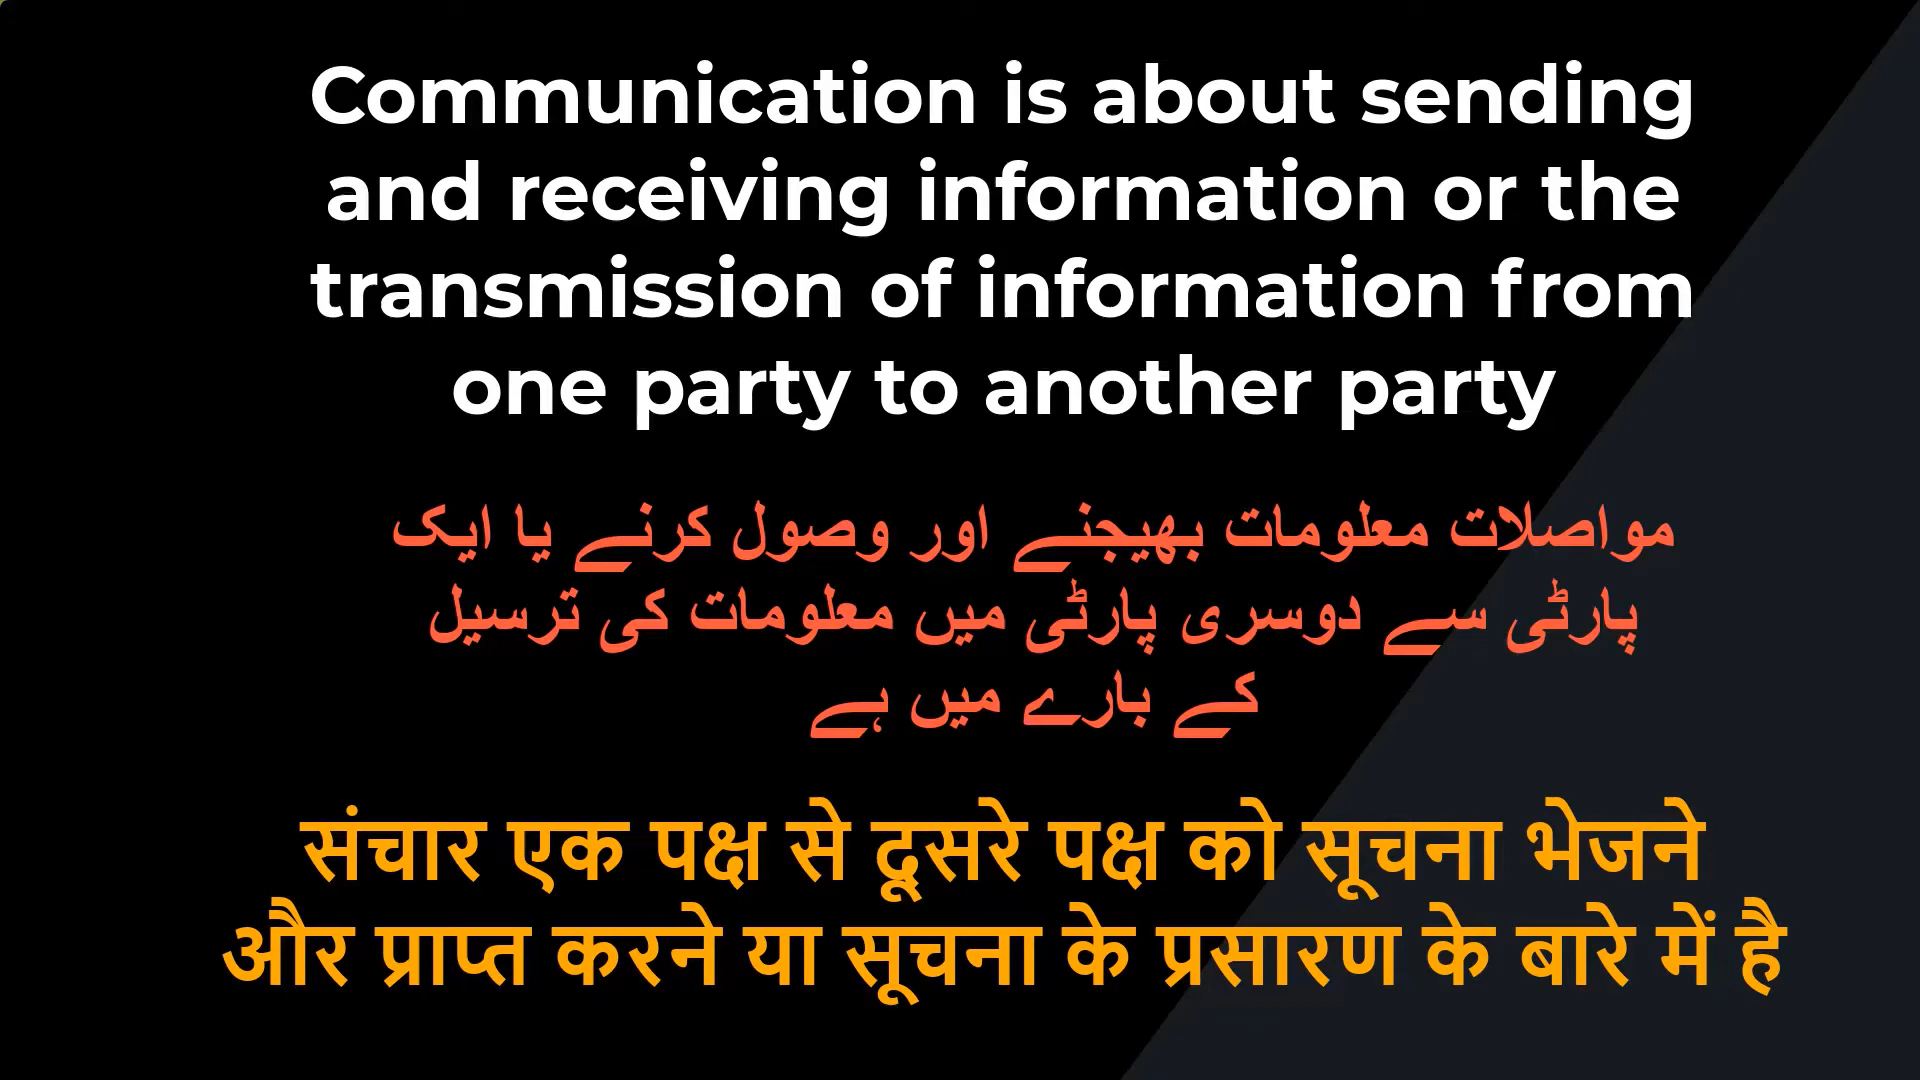 Communication is about sending
and receiving information or the
transmission of information from
one party to another party
مواصلات معلومات بھیجنے اور وصول کرنے یا ایک
پارٹی سے دوسری پارٹی میں معلومات کی ترسیل
کے بارے میں ہے
संचार एक पक्ष से दूसरे पक्ष को सूचना भेजने
और प्राप्त करने या सूचना के प्रसारण के बारे में है